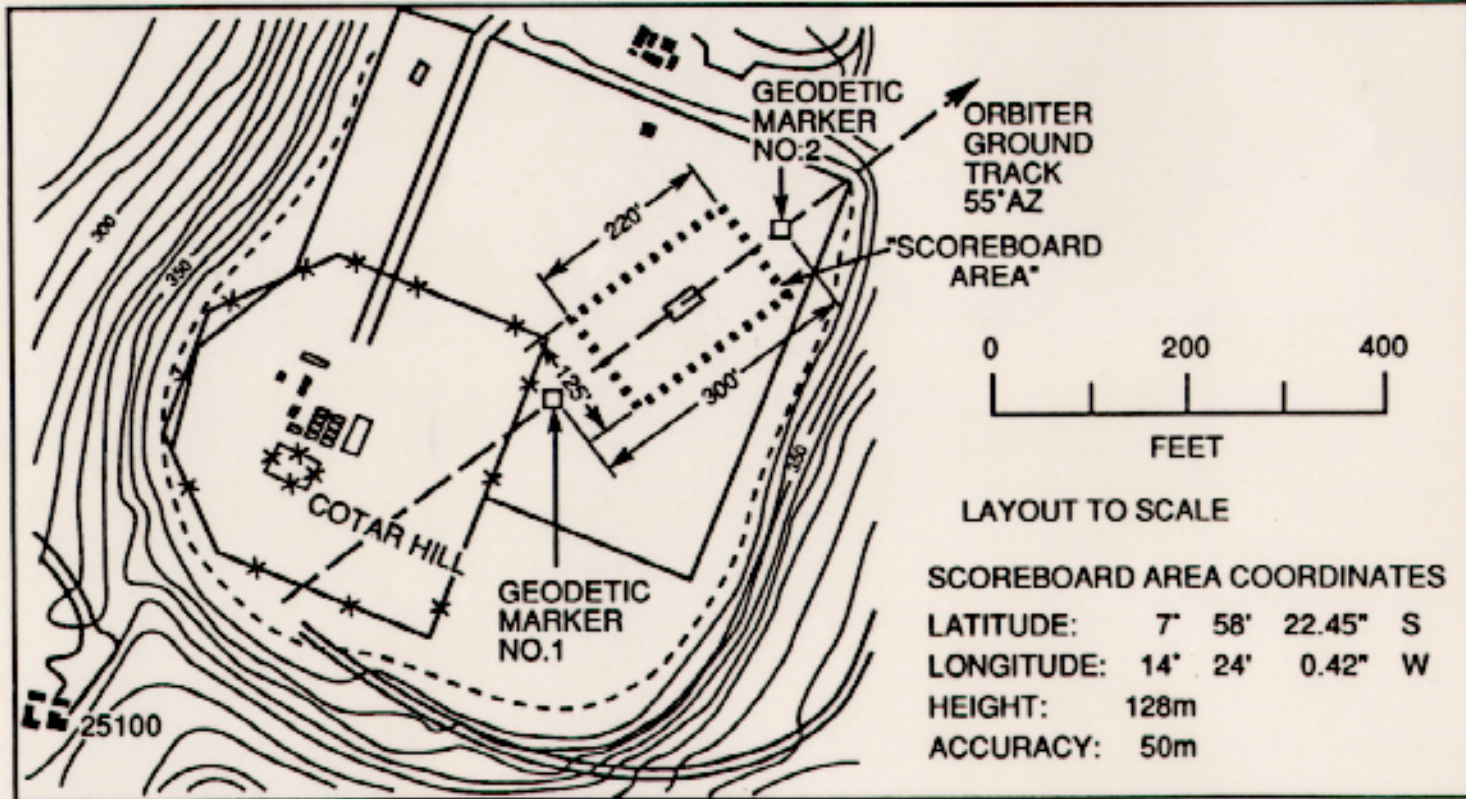 GEODETIC
MARKER
NO.2
ORBITER
GROUND
TRACK
55°AZ
"SCOREBOARD
AREA"
220'
125'
300'
300
350
350
COTAR HILL
GEODETIC
MARKER
NO.1
25100
0 200 400
FEET
LAYOUT TO SCALE
SCOREBOARD AREA COORDINATES
LATITUDE: 7° 58' 22.45" S
LONGITUDE: 14° 24' 0.42" W
HEIGHT: 128m
ACCURACY: 50m